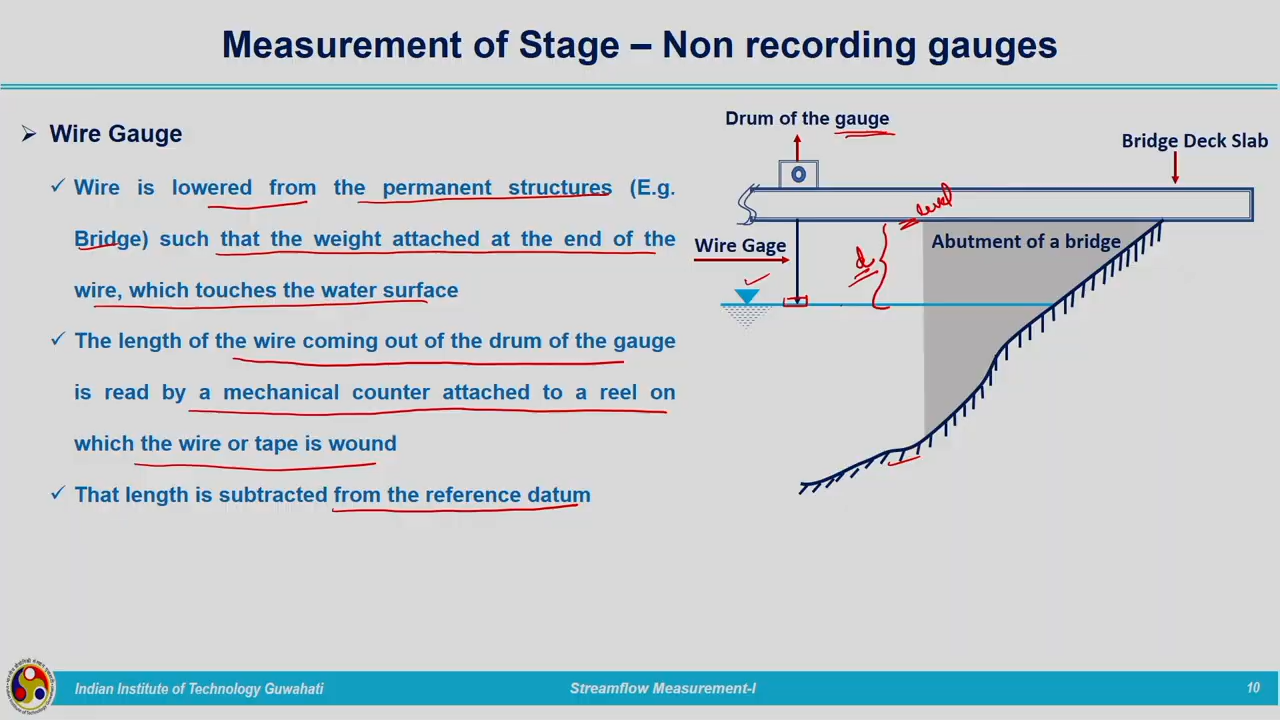 Measurement of Stage – Non recording gauges
➢ Wire Gauge
✓ Wire is lowered from the permanent structures (E.g.
Bridge) such that the weight attached at the end of the
wire, which touches the water surface
✓ The length of the wire coming out of the drum of the gauge
is read by a mechanical counter attached to a reel on
which the wire or tape is wound
✓ That length is subtracted from the reference datum
Drum of the gauge
Bridge Deck Slab
level
Wire Gage
d
Abutment of a bridge
Indian Institute of Technology Guwahati
Streamflow Measurement-I
10